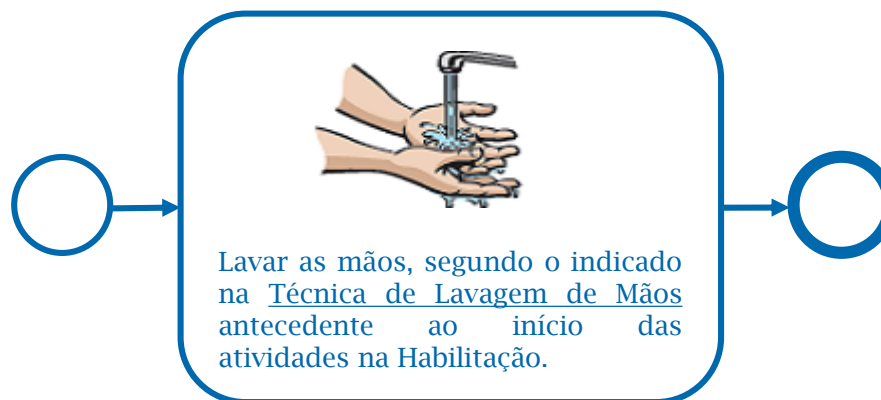 Lavar as mãos, segundo o indicado
na Técnica de Lavagem de Mãos
antecedente ao início das
atividades na Habilitação.